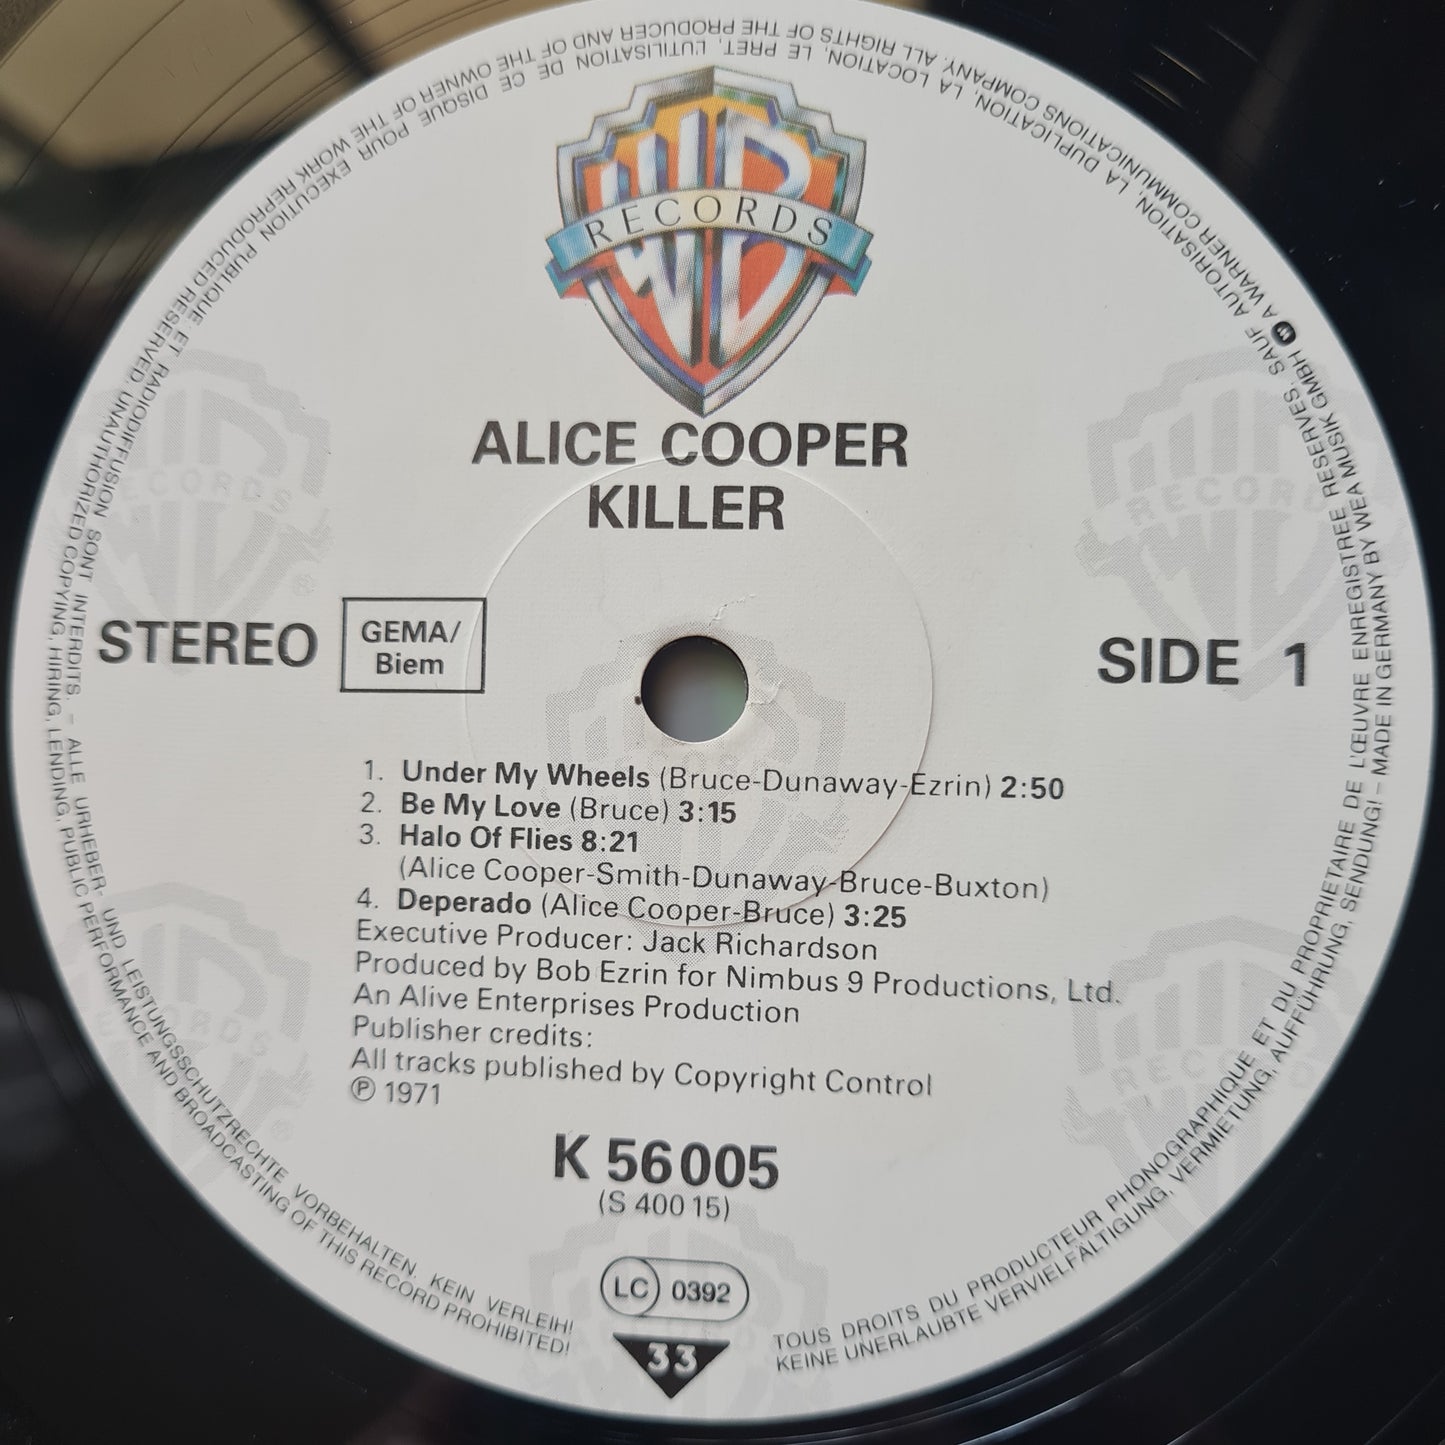 WB
RECORDS
ALICE COOPER
KILLER
STEREO
GEMA/
Biem
SIDE 1
1. Under My Wheels (Bruce-Dunaway-Ezrin) 2:50
2. Be My Love (Bruce) 3:15
3. Halo Of Flies 8:21
(Alice Cooper-Smith-Dunaway-Bruce-Buxton)
4. Deperado (Alice Cooper-Bruce) 3:25
Executive Producer: Jack Richardson
Produced by Bob Ezrin for Nimbus 9 Productions, Ltd.
An Alive Enterprises Production
Publisher credits:
All tracks published by Copyright Control
℗ 1971
K 56 005
(S 400 15)
LC 0392
33
TOUS DROITS DU PRODUCTEUR PHONOGRAPHIQUE ET DU PROPRIETAIRE DE L'ŒUVRE ENREGISTREE RESERVES. SAUF AUTORISATION, LA DUPLICATION, LA LOCATION, LE PRET, L'UTILISATION DE CE DISQUE POUR EXECUTION PUBLIQUE ET RADIODIFFUSION SONT INTERDITS. – ALLE URHEBER- UND LEISTUNGSSCHUTZRECHTE VORBEHALTEN. KEIN VERLEIH!
KEINE UNERLAUBTE VERVIELFÄLTIGUNG, VERMIETUNG, AUFFÜHRUNG, SENDUNG! – MADE IN GERMANY BY WEA MUSIK GMBH A WARNER COMMUNICATIONS COMPANY. ALL RIGHTS OF THE PRODUCER AND OF THE OWNER OF THE WORK REPRODUCED RESERVED. UNAUTHORIZED COPYING, HIRING, LENDING, PUBLIC PERFORMANCE AND BROADCASTING OF THIS RECORD PROHIBITED!